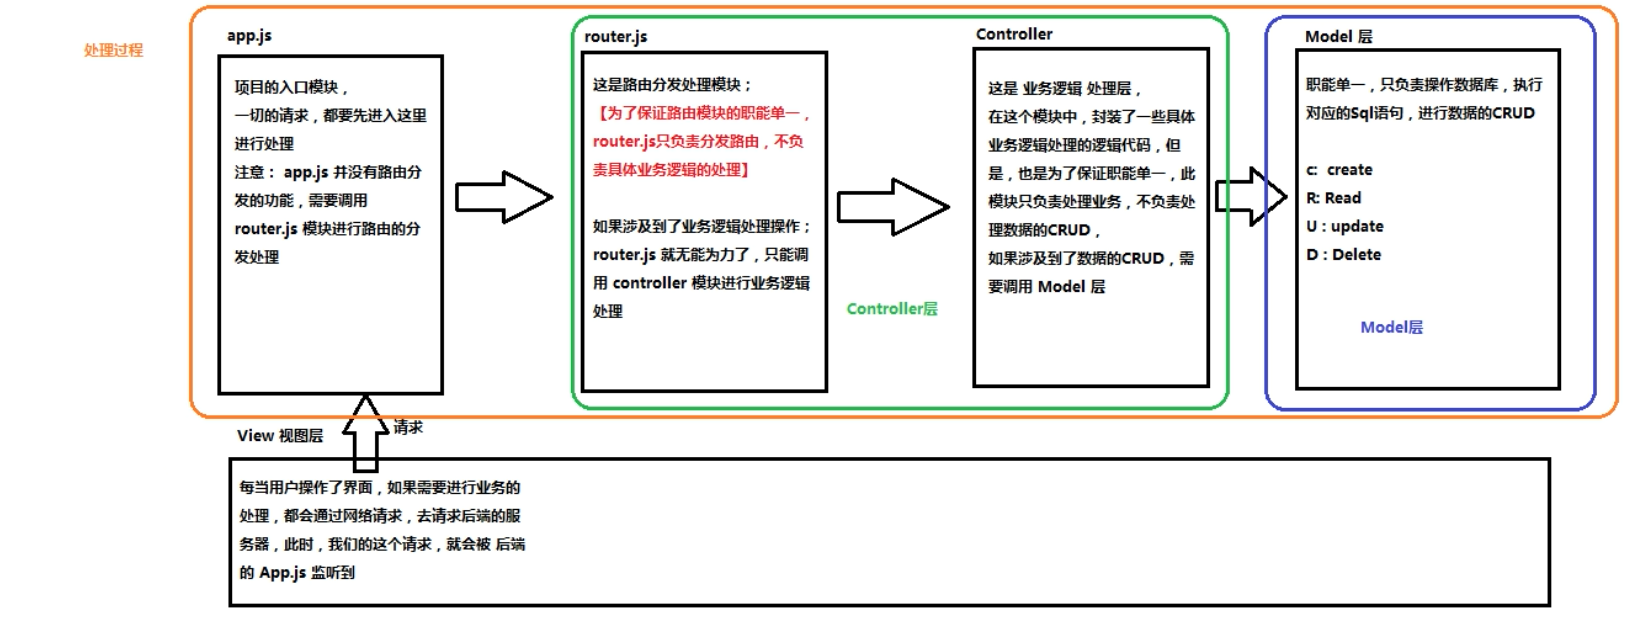 处理过程
app.js
项目的入口模块，
一切的请求，都要先进入这里
进行处理
注意： app.js 并没有路由分
发的功能，需要调用
router.js 模块进行路由的分
发处理
router.js
这是路由分发处理模块；
【为了保证路由模块的职能单一，
router.js只负责分发路由，不负
责具体业务逻辑的处理】
如果涉及到了业务逻辑处理操作；
router.js 就无能为力了，只能调
用 controller 模块进行业务逻辑
处理
Controller层
Controller
这是 业务逻辑 处理层，
在这个模块中，封装了一些具体
业务逻辑处理的逻辑代码，但
是，也是为了保证职能单一，此
模块只负责处理业务，不负责处
理数据的CRUD，
如果涉及到了数据的CRUD，需
要调用 Model 层
Model 层
职能单一，只负责操作数据库，执行
对应的Sql语句，进行数据的CRUD
c: create
R: Read
U : update
D : Delete
Model层
View 视图层
请求
每当用户操作了界面，如果需要进行业务的
处理，都会通过网络请求，去请求后端的服
务器，此时，我们的这个请求，就会被 后端
的 App.js 监听到